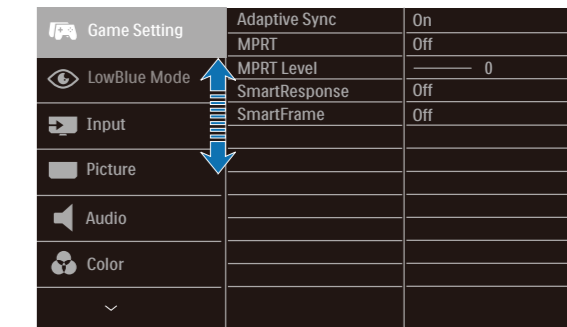 Game Setting
LowBlue Mode
Input
Picture
Audio
Color
Adaptive Sync On
MPRT Off
MPRT Level 0
SmartResponse Off
SmartFrame Off